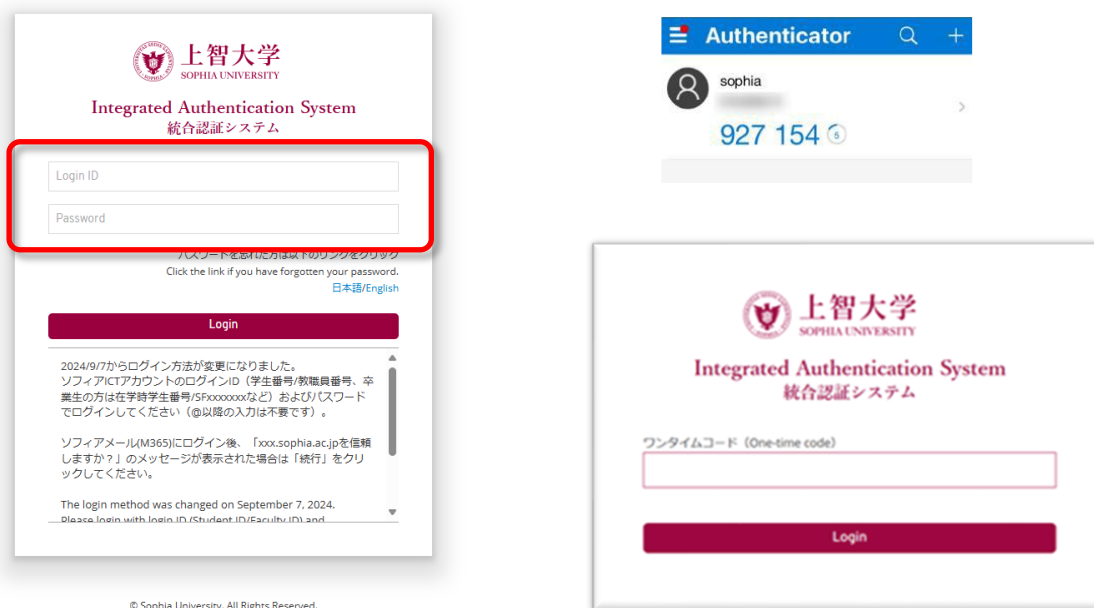 上智大学
SOPHIA UNIVERSITY
Integrated Authentication System
統合認証システム
Login ID
Password
パスワードを忘れた方は以下のリンクをクリック
Click the link if you have forgotten your password.
日本語/English
Login
2024/9/7からログイン方法が変更になりました。
ソフィアICTアカウントのログインID（学生番号/教職員番号、卒
業生の方は在学時学生番号/SFxxxxxxxなど）およびパスワード
でログインしてください（@以降の入力は不要です）。
ソフィアメール(M365)にログイン後、「xxx.sophia.ac.jpを信頼
しますか？」のメッセージが表示された場合は「続行」をクリ
ックしてください。
The login method was changed on September 7, 2024.
Please login with login ID (Student ID/Faculty ID) and
© Sophia University. All Rights Reserved.
Authenticator
sophia
927 154
5
上智大学
SOPHIA UNIVERSITY
Integrated Authentication System
統合認証システム
ワンタイムコード（One-time code）
Login